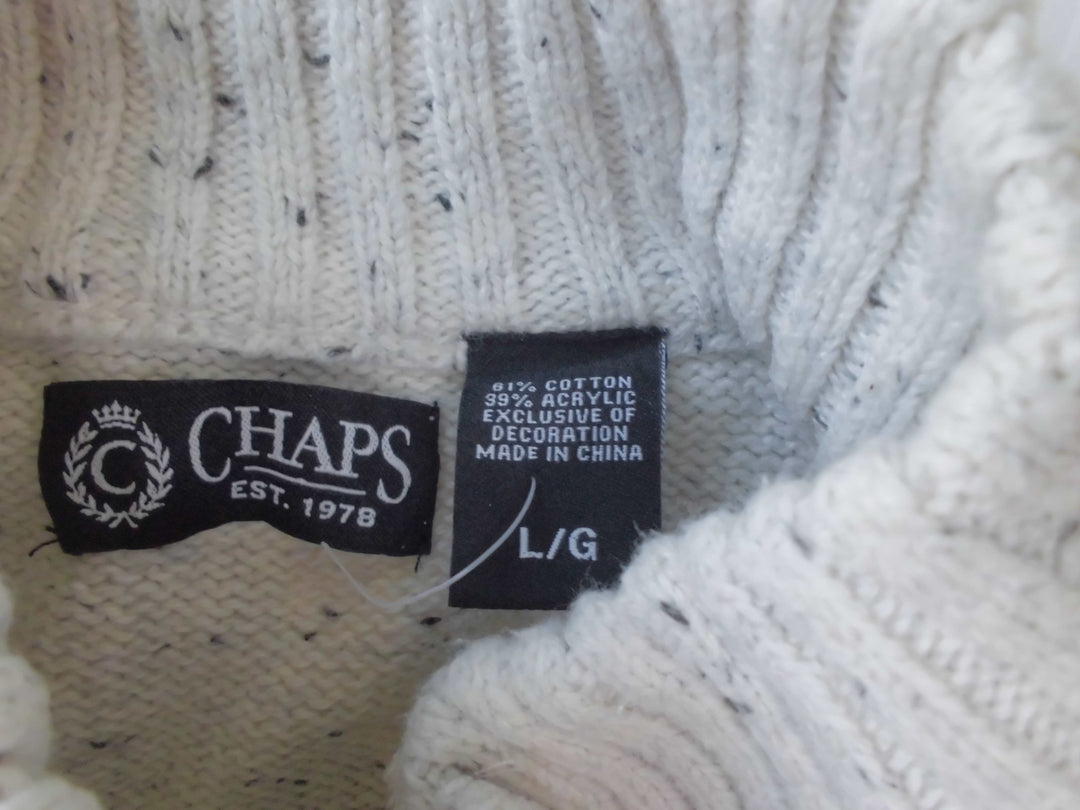 C
CHAPS
EST. 1978
61% COTTON
39% ACRYLIC
EXCLUSIVE OF
DECORATION
MADE IN CHINA
L/G